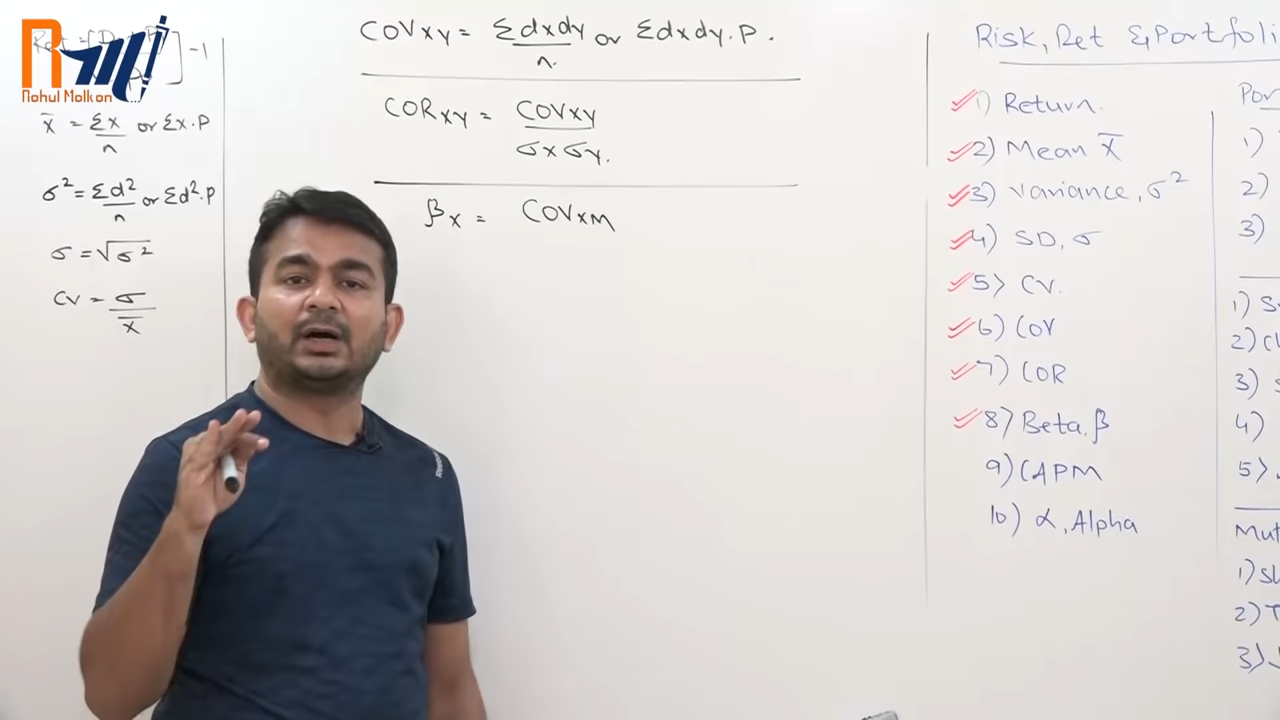 Rahul Malkan
-1
x̄ = Σx/n or Σx.P
σ² = Σd²/n or Σd².P
σ = √σ²
CV = σ/x̄
COVxy = Σdxdy/n or Σdxdy.P.
CORxy = COVxy/σxσy.
βx = COVxM
Risk, Ret & Portfoli
1) Return.
2) Mean x̄
3) Variance, σ²
4) SD, σ
5) CV.
6) COV
7) COR
8) Beta, β
9) CAPM
10) α, Alpha
Por
1)
2)
3)
1) S
2)
3) S
4)
5)
Mut
1) Sh
2) T
3)